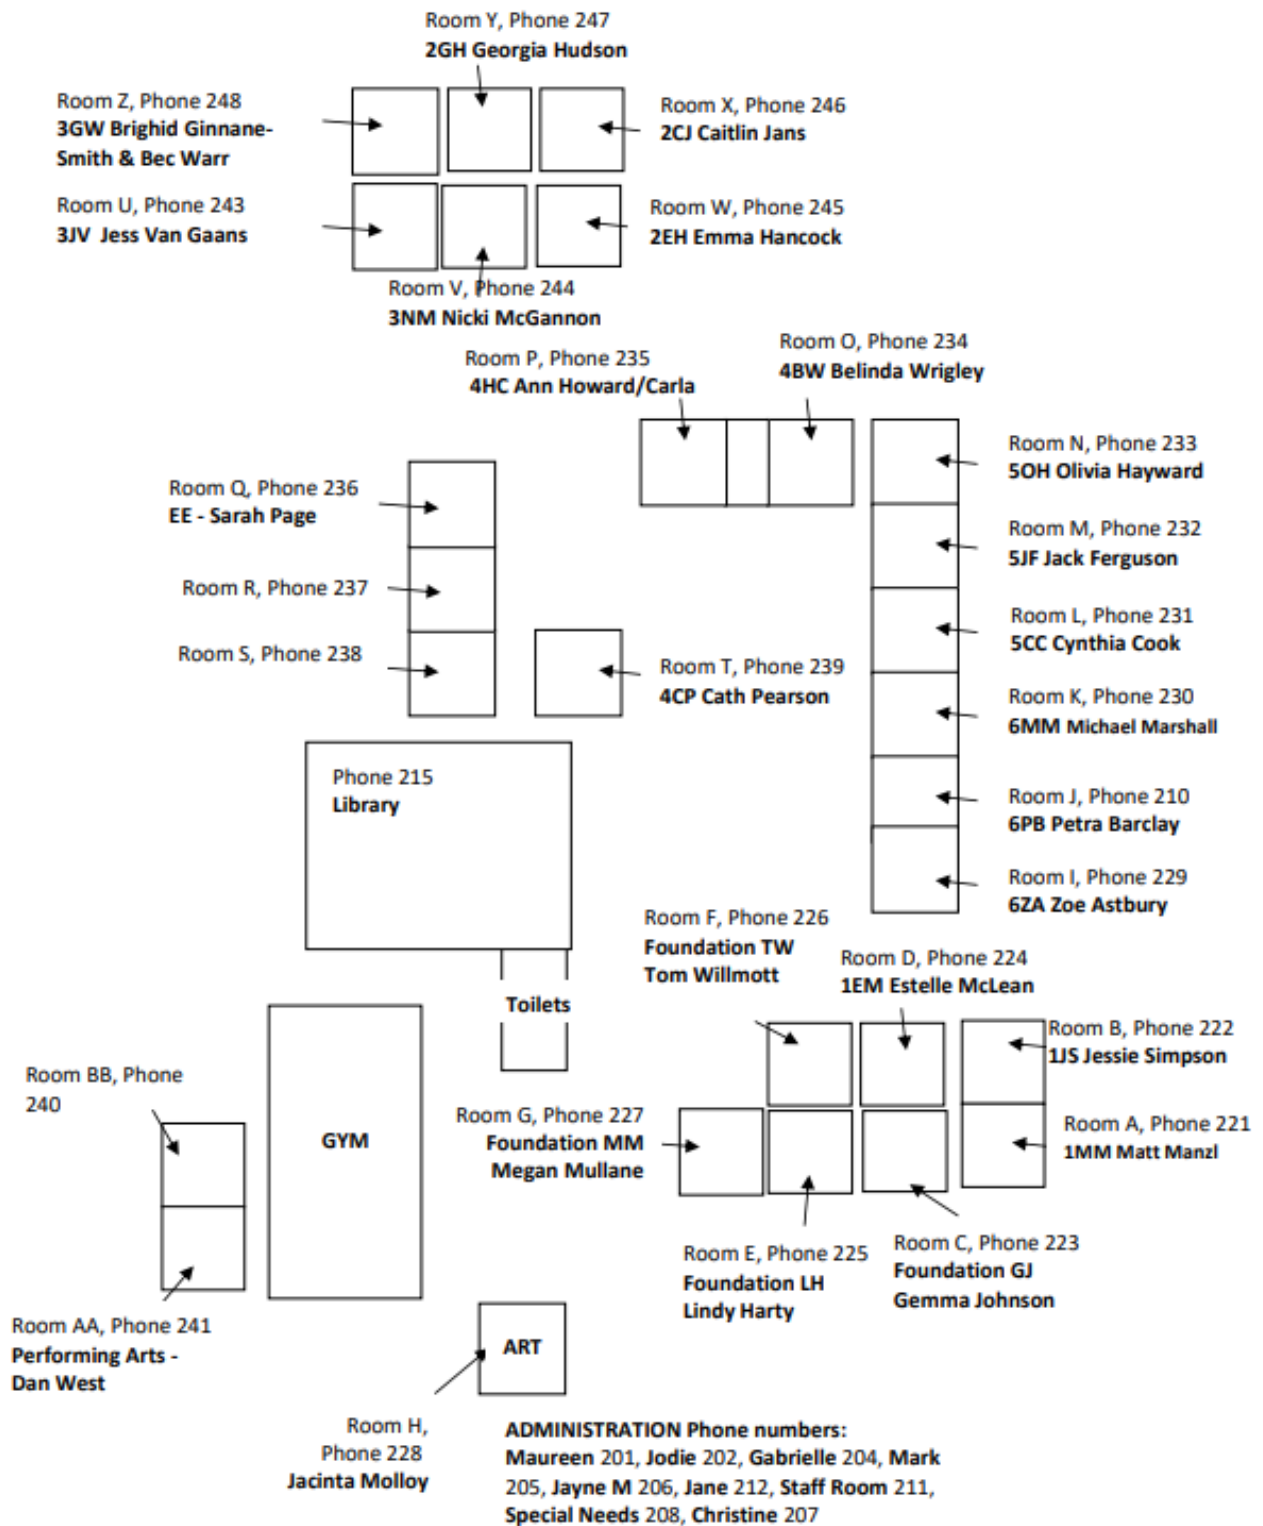 Room Y, Phone 247
2GH Georgia Hudson
Room Z, Phone 248
3GW Brighid Ginnane-
Smith & Bec Warr
Room X, Phone 246
2CJ Caitlin Jans
Room U, Phone 243
3JV  Jess Van Gaans
Room W, Phone 245
2EH Emma Hancock
Room V, Phone 244
3NM Nicki McGannon
Room P, Phone 235
4HC Ann Howard/Carla
Room O, Phone 234
4BW Belinda Wrigley
Room N, Phone 233
5OH Olivia Hayward
Room Q, Phone 236
EE - Sarah Page
Room M, Phone 232
5JF Jack Ferguson
Room R, Phone 237
Room L, Phone 231
5CC Cynthia Cook
Room S, Phone 238
Room T, Phone 239
4CP Cath Pearson
Room K, Phone 230
6MM Michael Marshall
Phone 215
Library
Room J, Phone 210
6PB Petra Barclay
Room I, Phone 229
6ZA Zoe Astbury
Room F, Phone 226
Foundation TW
Tom Willmott
Room D, Phone 224
1EM Estelle McLean
Toilets
Room B, Phone 222
1JS Jessie Simpson
Room BB, Phone
240
GYM
Room G, Phone 227
Foundation MM
Megan Mullane
Room A, Phone 221
1MM Matt Manzl
Room E, Phone 225
Foundation LH
Lindy Harty
Room C, Phone 223
Foundation GJ
Gemma Johnson
Room AA, Phone 241
Performing Arts -
Dan West
ART
Room H,
Phone 228
Jacinta Molloy
ADMINISTRATION Phone numbers:
Maureen 201, Jodie 202, Gabrielle 204, Mark
205, Jayne M 206, Jane 212, Staff Room 211,
Special Needs 208, Christine 207